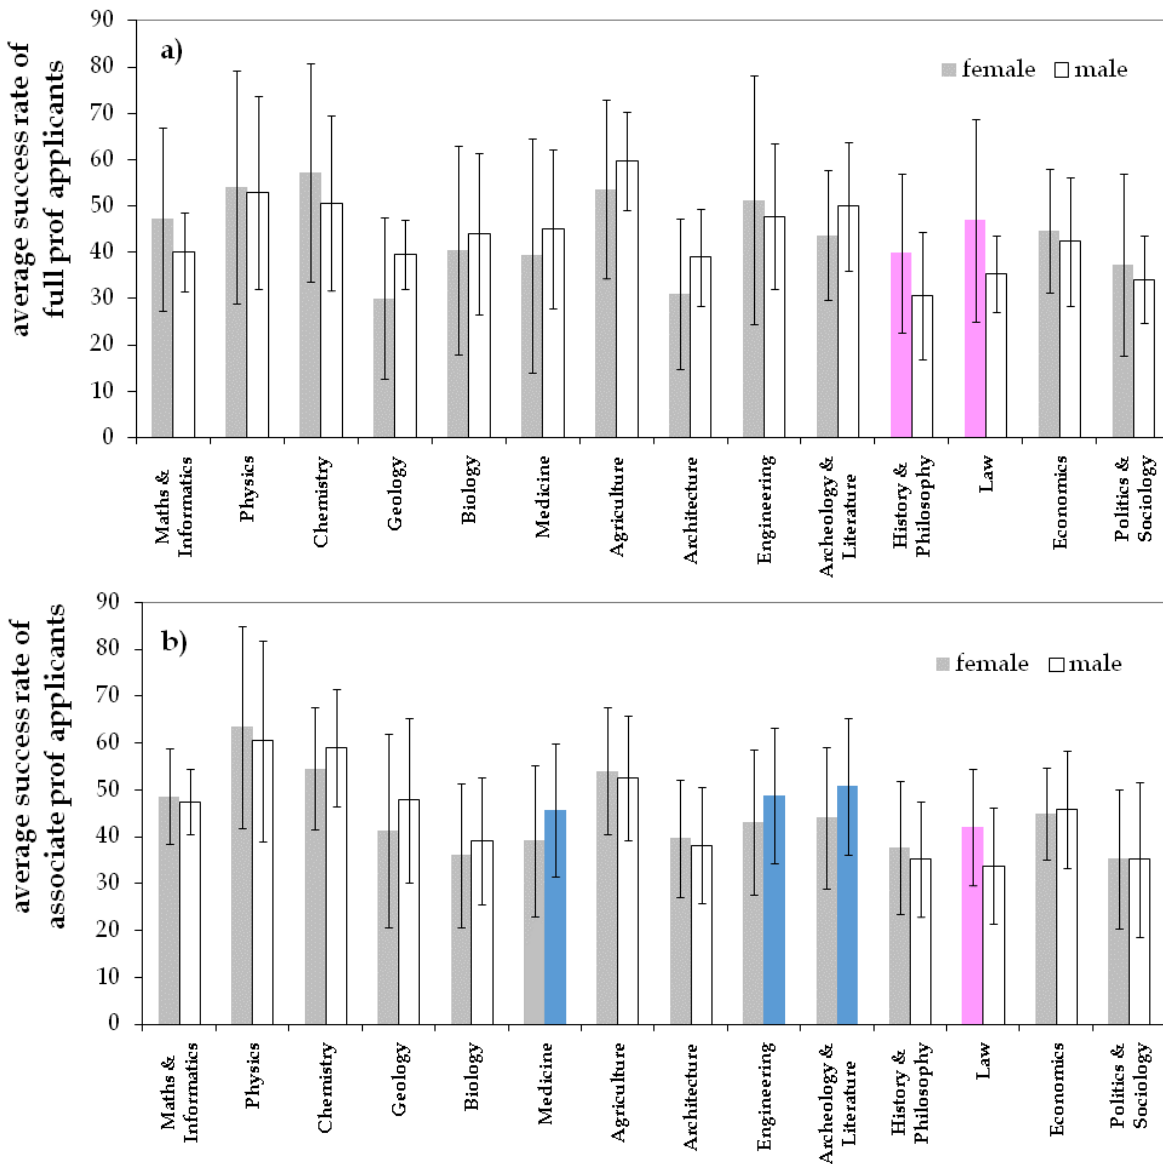 average success rate of
full prof applicants
a)
female
male
90
80
70
60
50
40
30
20
10
0
Maths &
Informatics
Physics
Chemistry
Geology
Biology
Medicine
Agriculture
Architecture
Engineering
Archeology &
Literature
History &
Philosophy
Law
Economics
Politics &
Sociology
average success rate of
associate prof applicants
b)
female
male
90
80
70
60
50
40
30
20
10
0
Maths &
Informatics
Physics
Chemistry
Geology
Biology
Medicine
Agriculture
Architecture
Engineering
Archeology &
Literature
History &
Philosophy
Law
Economics
Politics &
Sociology